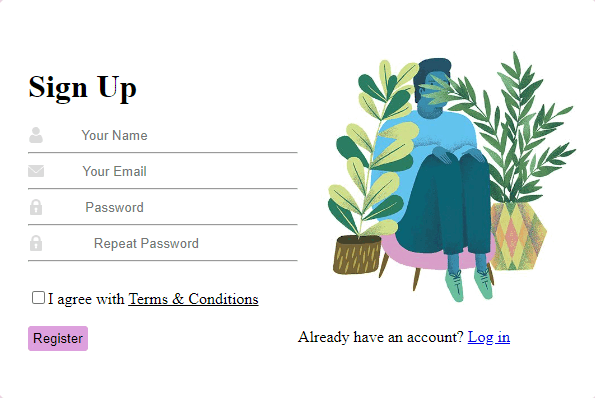 Sign Up
Your Name
Your Email
Password
Repeat Password
I agree with Terms & Conditions
Register
Already have an account? Log in